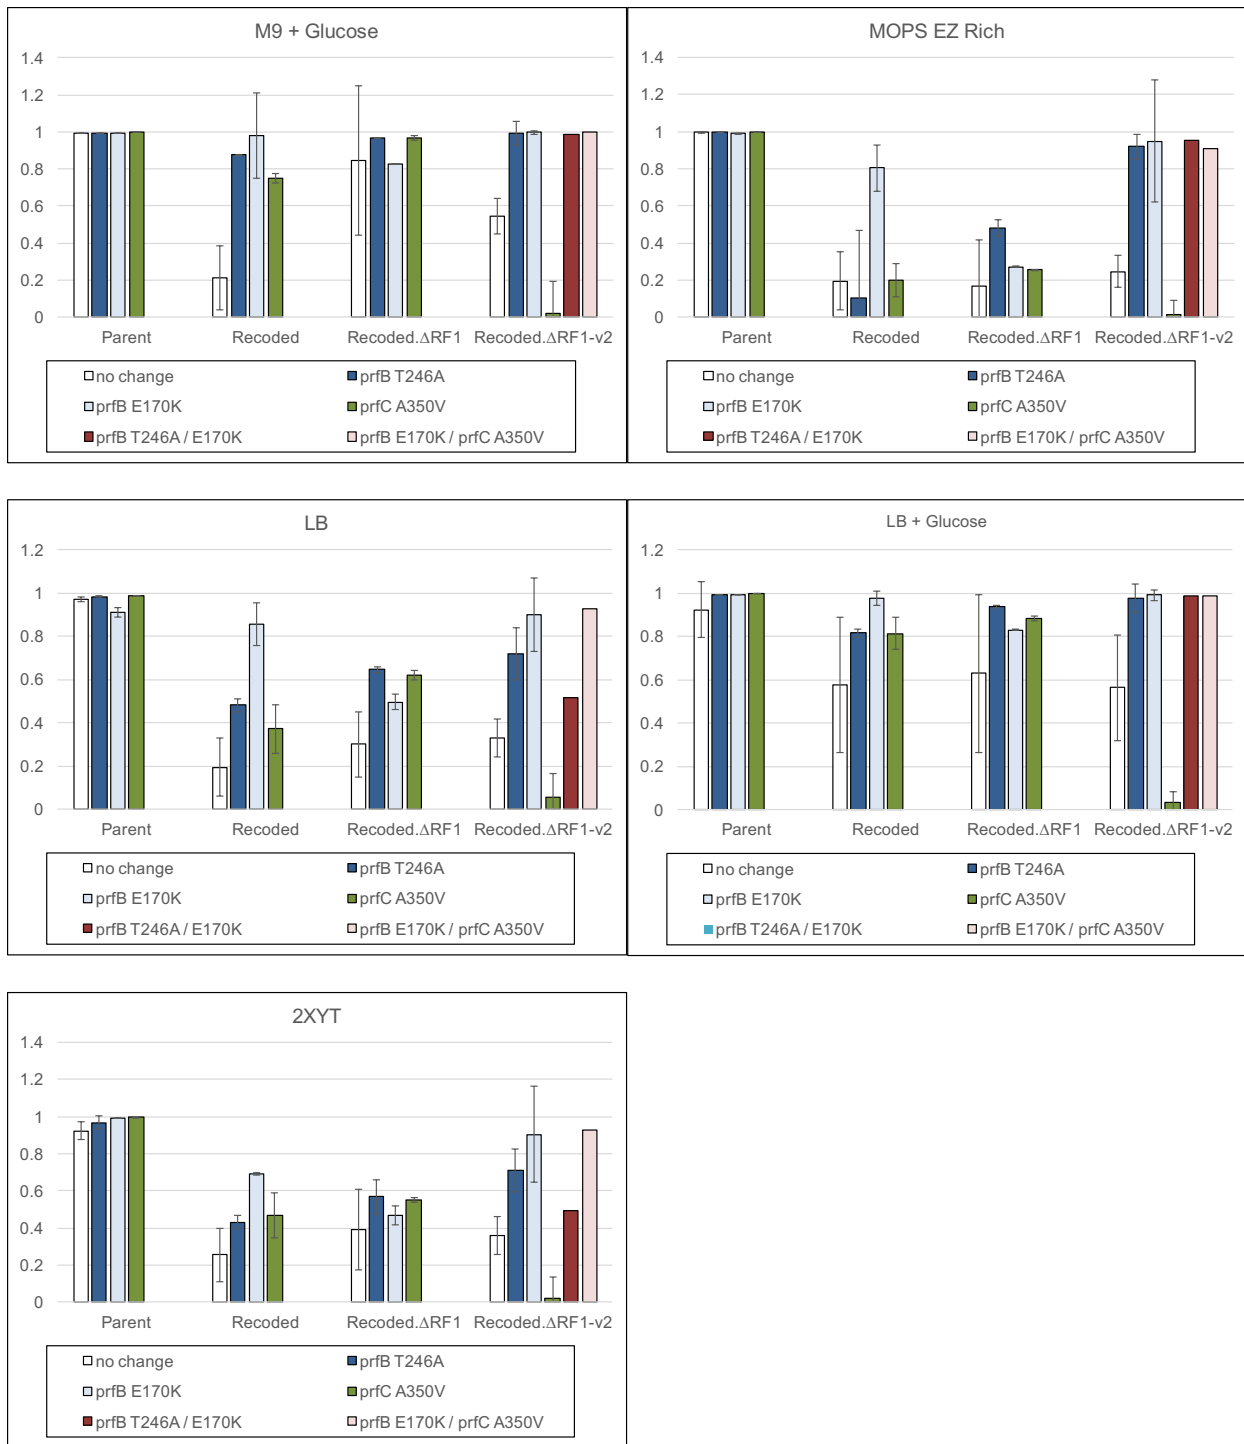 M9 + Glucose
1.4
1.2
1
0.8
0.6
0.4
0.2
0
Parent Recoded Recoded.ΔRF1 Recoded.ΔRF1-v2
no change prfB T246A
prfB E170K prfC A350V
prfB T246A / E170K prfB E170K / prfC A350V
MOPS EZ Rich
1.4
1.2
1
0.8
0.6
0.4
0.2
0
Parent Recoded Recoded.ΔRF1 Recoded.ΔRF1-v2
no change prfB T246A
prfB E170K prfC A350V
prfB T246A / E170K prfB E170K / prfC A350V
LB
1.2
1
0.8
0.6
0.4
0.2
0
Parent Recoded Recoded.ΔRF1 Recoded.ΔRF1-v2
no change prfB T246A
prfB E170K prfC A350V
prfB T246A / E170K prfB E170K / prfC A350V
LB + Glucose
1.2
1
0.8
0.6
0.4
0.2
0
Parent Recoded Recoded.ΔRF1 Recoded.ΔRF1-v2
no change prfB T246A
prfB E170K prfC A350V
prfB T246A / E170K prfB E170K / prfC A350V
2XYT
1.4
1.2
1
0.8
0.6
0.4
0.2
0
Parent Recoded Recoded.ΔRF1 Recoded.ΔRF1-v2
no change prfB T246A
prfB E170K prfC A350V
prfB T246A / E170K prfB E170K / prfC A350V